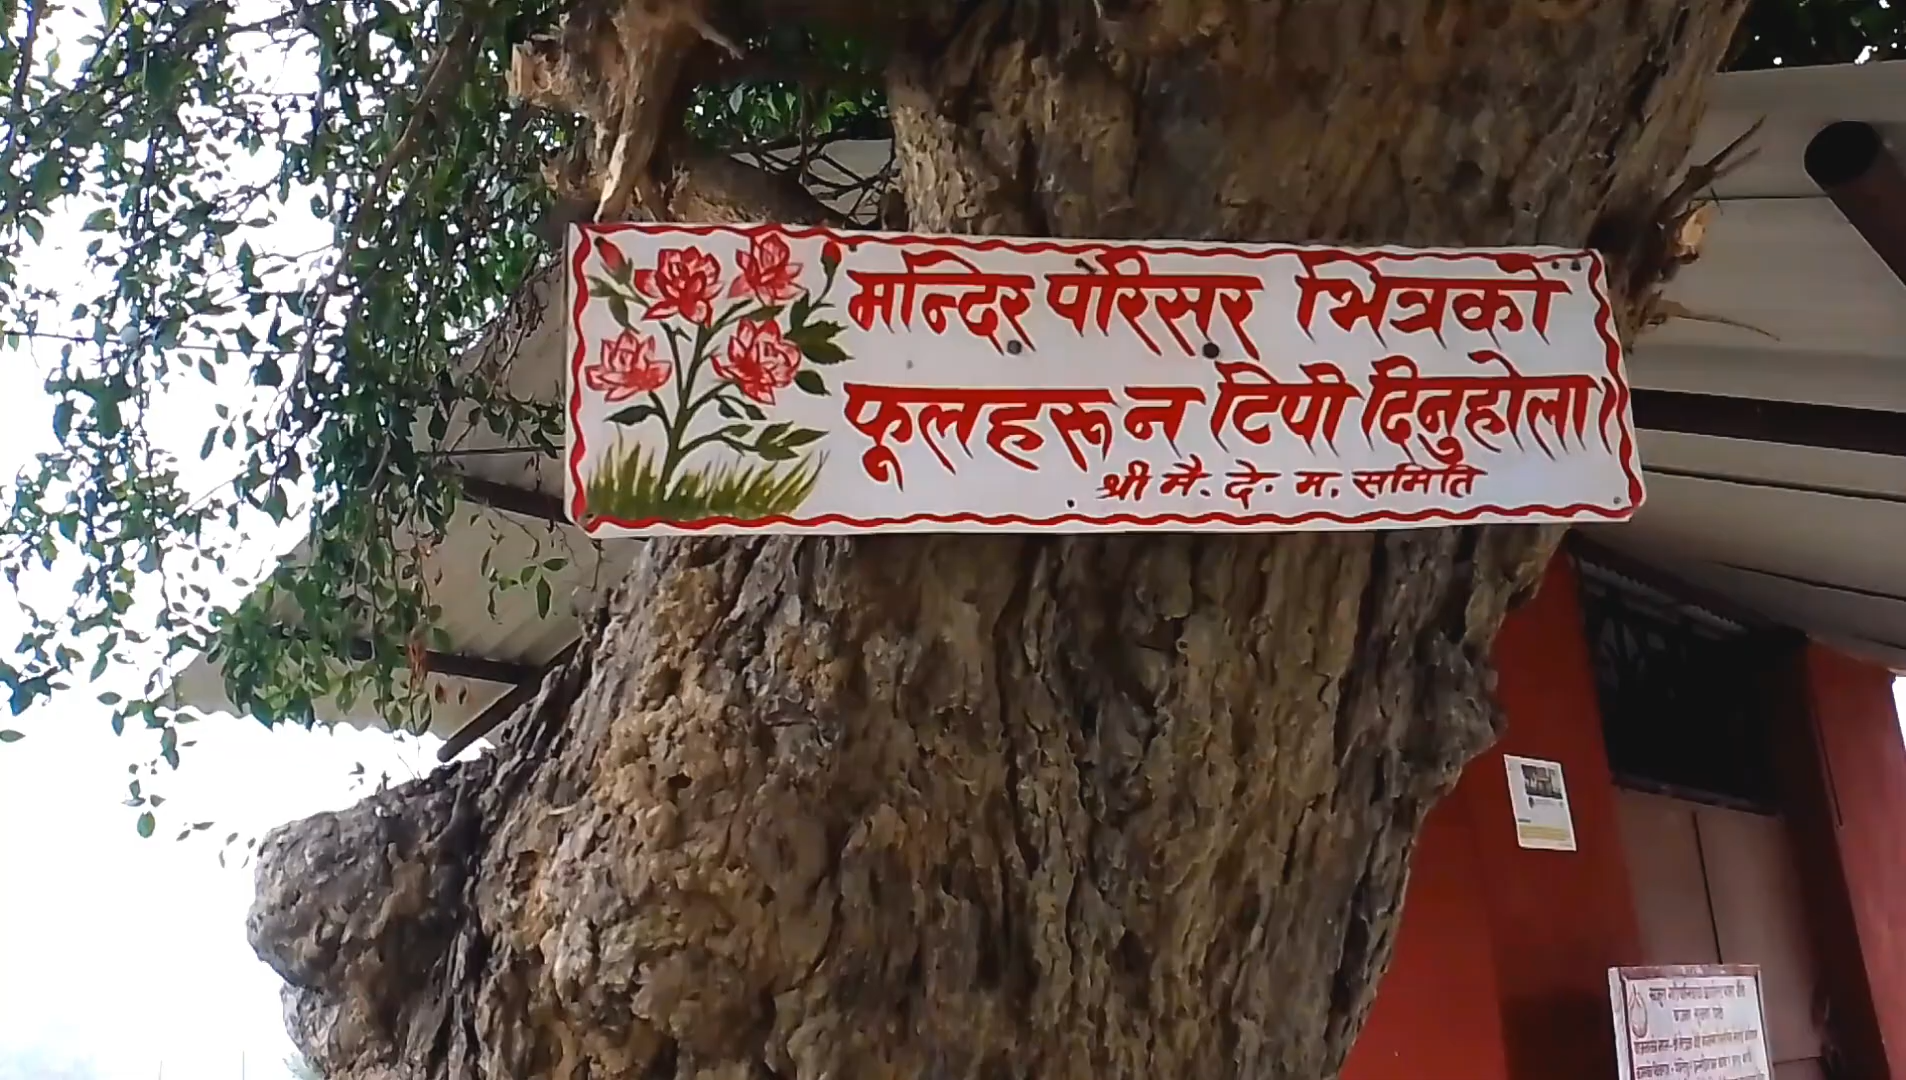 मन्दिर परिसर भित्रको
फूलहरू न टिपी दिनुहोला।
श्री मै. दे. म. समिति